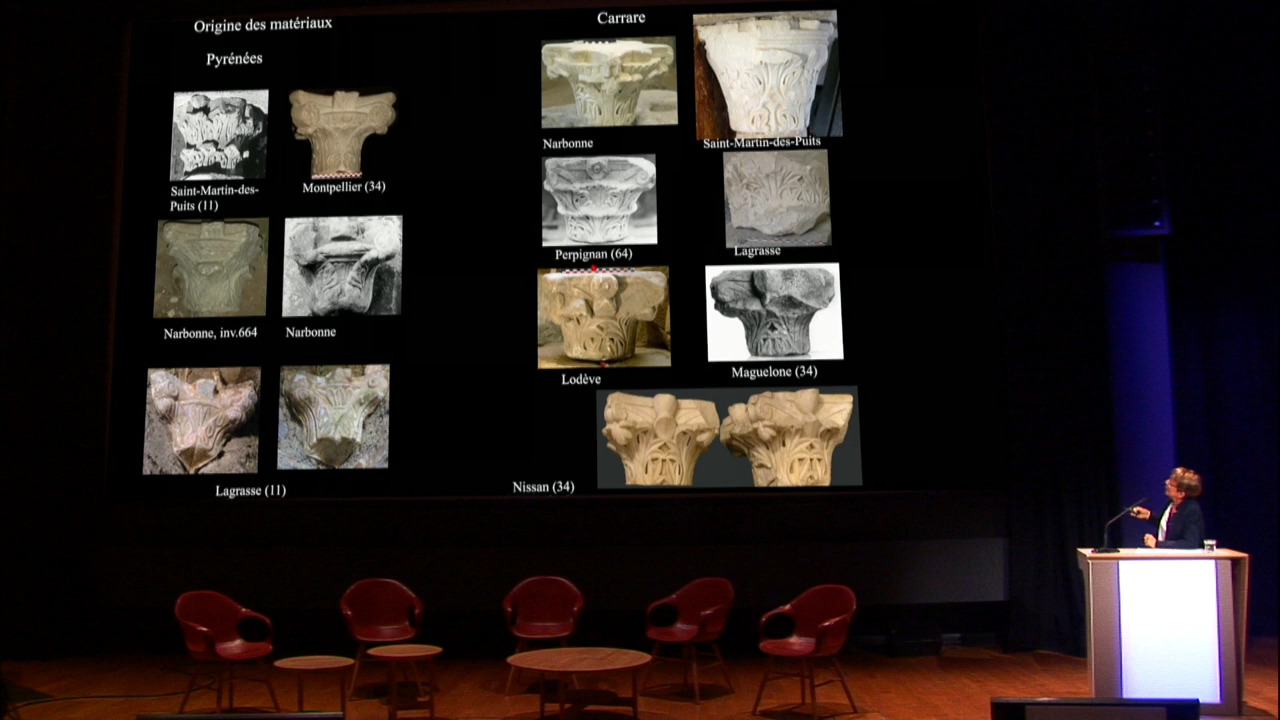 Origine des matériaux
Pyrénées
Saint-Martin-des-
Puits (11)
Montpellier (34)
Narbonne, inv.664
Narbonne
Lagrasse (11)
Carrare
Narbonne
Saint-Martin-des-Puits
Perpignan (64)
Lagrasse
Lodève
Maguelone (34)
Nissan (34)